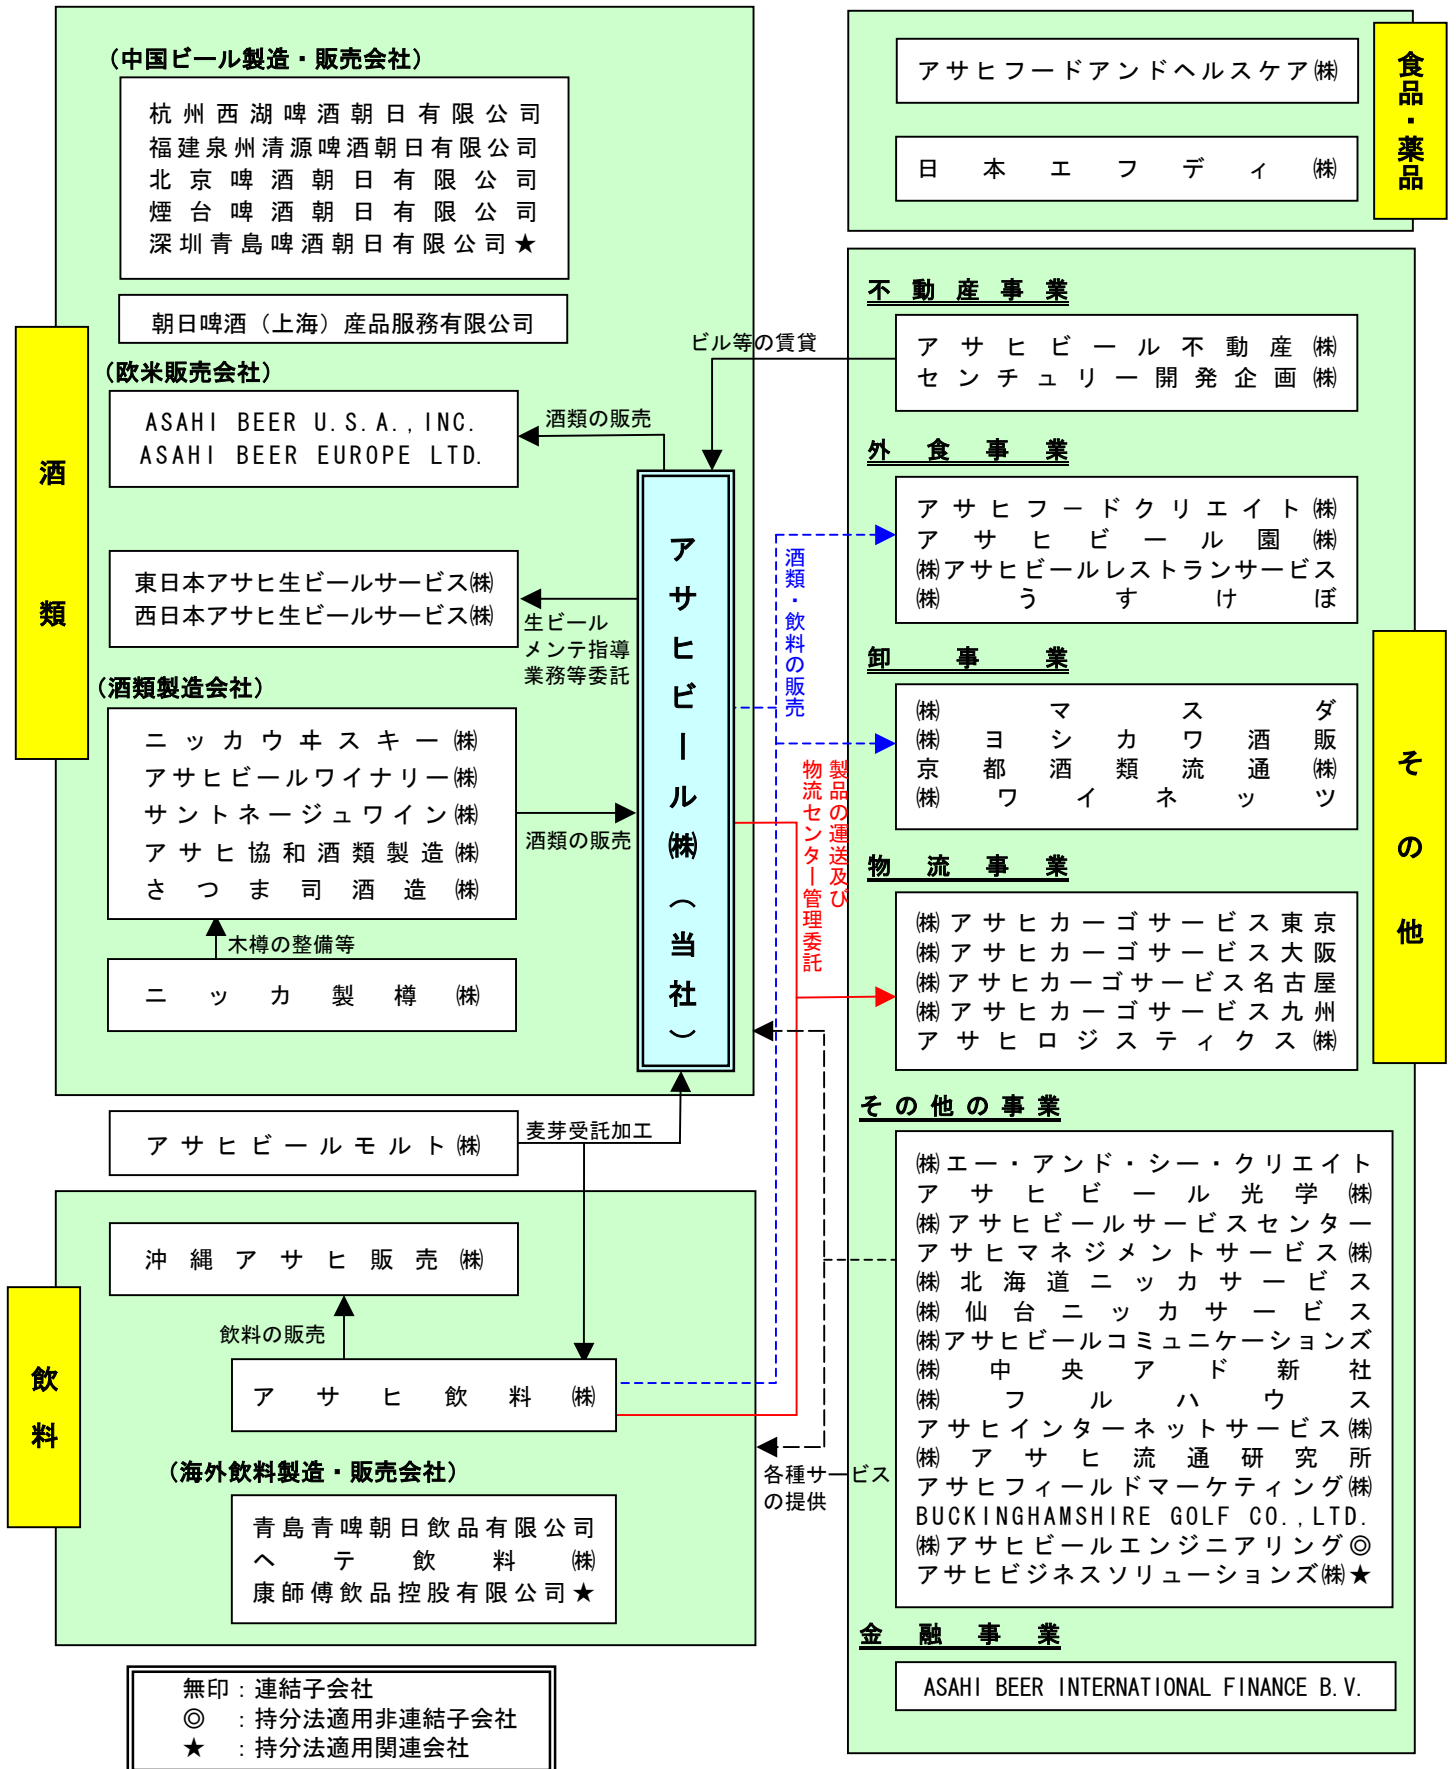 酒類
(中国ビール製造・販売会社)
杭州西湖啤酒朝日有限公司
福建泉州清源啤酒朝日有限公司
北京啤酒朝日有限公司
煙台啤酒朝日有限公司
深圳青島啤酒朝日有限公司★
朝日啤酒（上海）産品服務有限公司
(欧米販売会社)
ASAHI BEER U.S.A.,INC.
ASAHI BEER EUROPE LTD.
酒類の販売
東日本アサヒ生ビールサービス㈱
西日本アサヒ生ビールサービス㈱
生ビール
メンテ指導
業務等委託
(酒類製造会社)
ニッカウヰスキー㈱
アサヒビールワイナリー㈱
サントネージュワイン㈱
アサヒ協和酒類製造㈱
さつま司酒造㈱
酒類の販売
木樽の整備等
ニッカ製樽㈱
アサヒビール㈱（当社）
アサヒビールモルト㈱
麦芽受託加工
飲料
沖縄アサヒ販売㈱
飲料の販売
アサヒ飲料㈱
(海外飲料製造・販売会社)
青島青啤朝日飲品有限公司
ヘテ飲料㈱
康師傅飲品控股有限公司★
無印：連結子会社
◎　：持分法適用非連結子会社
★　：持分法適用関連会社
食品・薬品
アサヒフードアンドヘルスケア㈱
日本エフディ㈱
その他
不動産事業
ビル等の賃貸
アサヒビール不動産㈱
センチュリー開発企画㈱
外食事業
アサヒフードクリエイト㈱
アサヒビール園㈱
㈱アサヒビールレストランサービス
㈱うすけぼ
酒類・飲料の販売
卸事業
㈱マスダ
㈱ヨシカワ酒販
京都酒類流通㈱
㈱ワイネッツ
製品の運送及び
物流センター管理委託
物流事業
㈱アサヒカーゴサービス東京
㈱アサヒカーゴサービス大阪
㈱アサヒカーゴサービス名古屋
㈱アサヒカーゴサービス九州
アサヒロジスティクス㈱
その他の事業
㈱エー・アンド・シー・クリエイト
アサヒビール光学㈱
㈱アサヒビールサービスセンター
アサヒマネジメントサービス㈱
㈱北海道ニッカサービス
㈱仙台ニッカサービス
㈱アサヒビールコミュニケーションズ
㈱中央アド新社
㈱フルハウス
アサヒインターネットサービス㈱
㈱アサヒ流通研究所
アサヒフィールドマーケティング㈱
BUCKINGHAMSHIRE GOLF CO.,LTD.
㈱アサヒビールエンジニアリング◎
アサヒビジネスソリューションズ㈱★
各種サービス
の提供
金融事業
ASAHI BEER INTERNATIONAL FINANCE B.V.